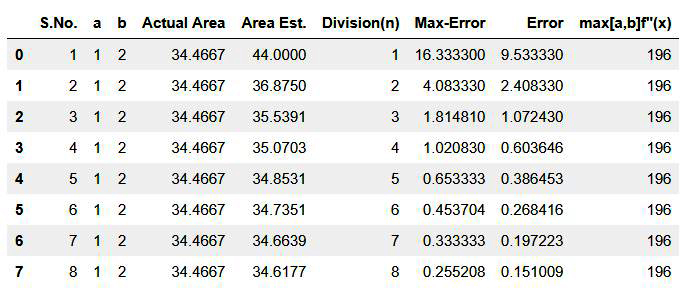 S.No. a b Actual Area Area Est. Division(n) Max-Error Error max[a,b]f"(x)
0 1 1 2 34.4667 44.0000 1 16.333300 9.533330 196
1 2 1 2 34.4667 36.8750 2 4.083330 2.408330 196
2 3 1 2 34.4667 35.5391 3 1.814810 1.072430 196
3 4 1 2 34.4667 35.0703 4 1.020830 0.603646 196
4 5 1 2 34.4667 34.8531 5 0.653333 0.386453 196
5 6 1 2 34.4667 34.7351 6 0.453704 0.268416 196
6 7 1 2 34.4667 34.6639 7 0.333333 0.197223 196
7 8 1 2 34.4667 34.6177 8 0.255208 0.151009 196